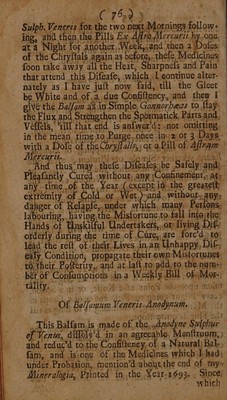 ( 76 )
Sulph. Veneris for the two next Mornings follow-
ing, and then the Pills Ex Astro Mercurii by one
at a Night for another Week, and then a Doses
of the Chrystals again as before, these Medicines
soon take away all the Heat, Sharpness and Pain
that attend this Disease, which I continue alter-
nately as I have just now said, till the Gleet
be White and of a due Consistency, and then I
give the Balsam as in Simple Gonnorhæas to stay
the Flux and Strengthen the Spermatick Parts and
Vessels, 'till that end is answer'd: not omitting
in the mean time to Purge once in 2 or 3 Days
with a Dose of the Chrystals, or a Pill of Astrum
Mercurii.
And thus may these Diseases be Safely and
Pleasantly Cured without any Confinement, at
any time of the Year (except in the greatest
extremity of Cold or Wet) and without any
danger of Relapse, under which many Persons
labouring, having the Misfortune to fall into the
Hands of Unskilful Undertakers, or living Dis-
orderly during the time of Cure, are forc'd to
lead the rest of their Lives in an Unhappy Dis-
easy Condition, propagate their own Misfortunes
to their Posterity, and at last to add to the num-
ber of Consumptions in a Weekly Bill of Mor-
tality.
Of Balsamum Veneris Anodynum.
This Balsam is made of the Anodyne Sulphur
of Venus, dissolv'd in an agreeable Menstruum,
and reduc'd to the Consistency of a Natural Bal-
sam, and is one of the Medicines which I had
under Probation, mention'd about the end of my
Mineralogia, Printed in the Year 1693. Since
which